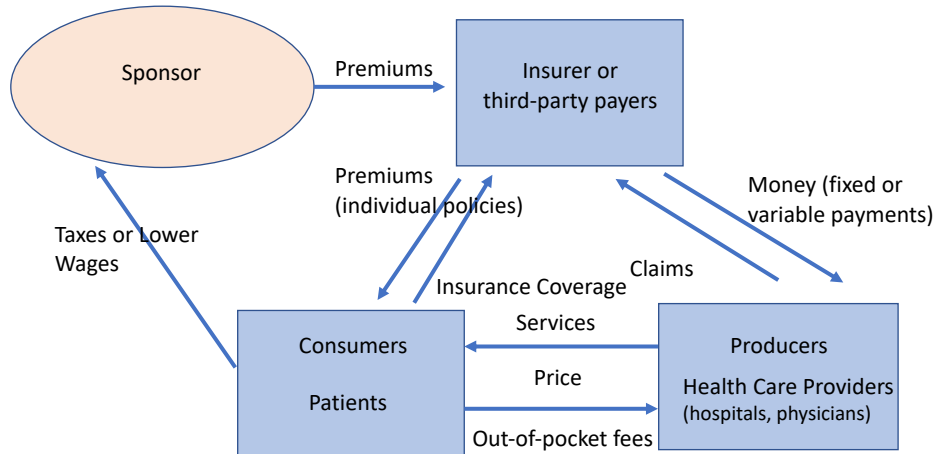 Sponsor
Premiums
Insurer or
third-party payers
Premiums
(individual policies)
Money (fixed or
variable payments)
Taxes or Lower
Wages
Claims
Insurance Coverage
Services
Consumers
Patients
Price
Producers
Health Care Providers
(hospitals, physicians)
Out-of-pocket fees